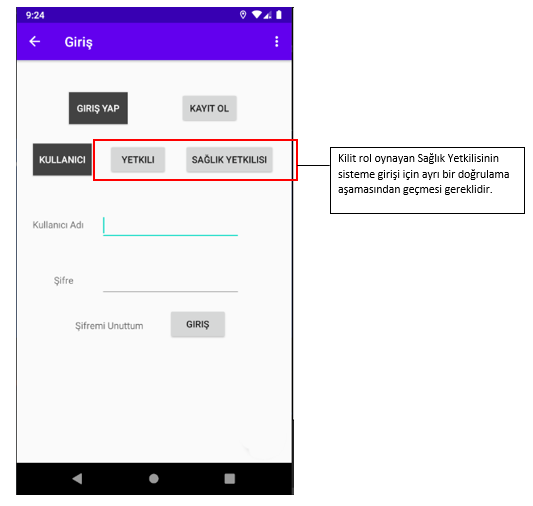 9:24
Giriş
GIRIŞ YAP
KAYIT OL
KULLANICI
YETKILI
SAĞLIK YETKILISI
Kilit rol oynayan Sağlık Yetkilisinin
sisteme girişi için ayrı bir doğrulama
aşamasından geçmesi gereklidir.
Kullanıcı Adı
Şifre
Şifremi Unuttum
GIRIŞ